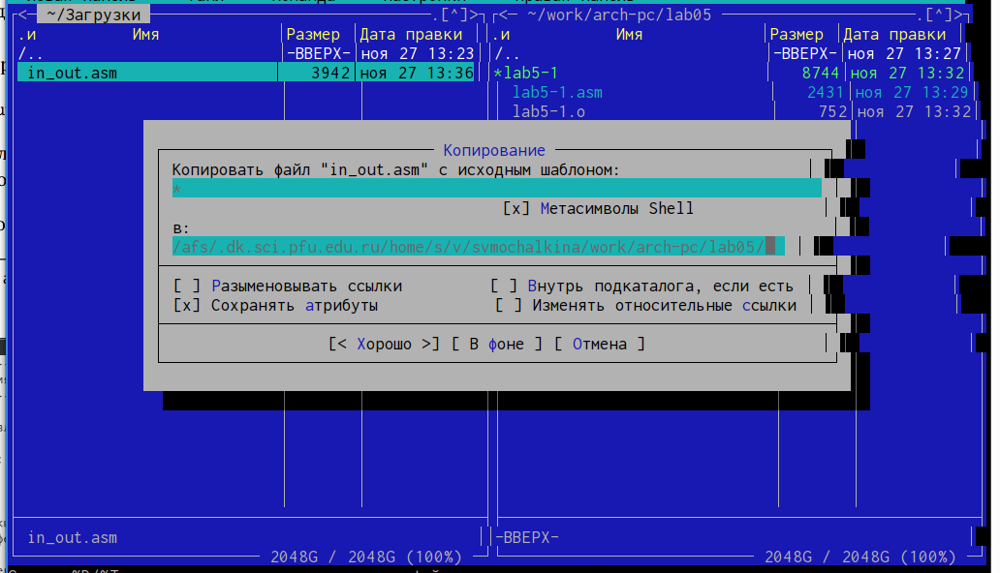 ~/Загрузки .[^]> <– ~/work/arch-pc/lab05 .[^]>
.и Имя Размер Дата правки .и Имя Размер Дата правки
/.. -ВВЕРХ- ноя 27 13:23 /.. -ВВЕРХ- ноя 27 13:27
in_out.asm 3942 ноя 27 13:36 *lab5-1 8744 ноя 27 13:32
lab5-1.asm 2431 ноя 27 13:29
lab5-1.o 752 ноя 27 13:32
Копирование
Копировать файл "in_out.asm" с исходным шаблоном:
*
[x] Метасимволы Shell
в:
/afs/.dk.sci.pfu.edu.ru/home/s/v/svmochalkina/work/arch-pc/lab05/
[ ] Разыменовывать ссылки [ ] Внутрь подкаталога, если есть
[x] Сохранять атрибуты [ ] Изменять относительные ссылки
[< Хорошо >] [ В фоне ] [ Отмена ]
in_out.asm -ВВЕРХ-
2048G / 2048G (100%) 2048G / 2048G (100%)